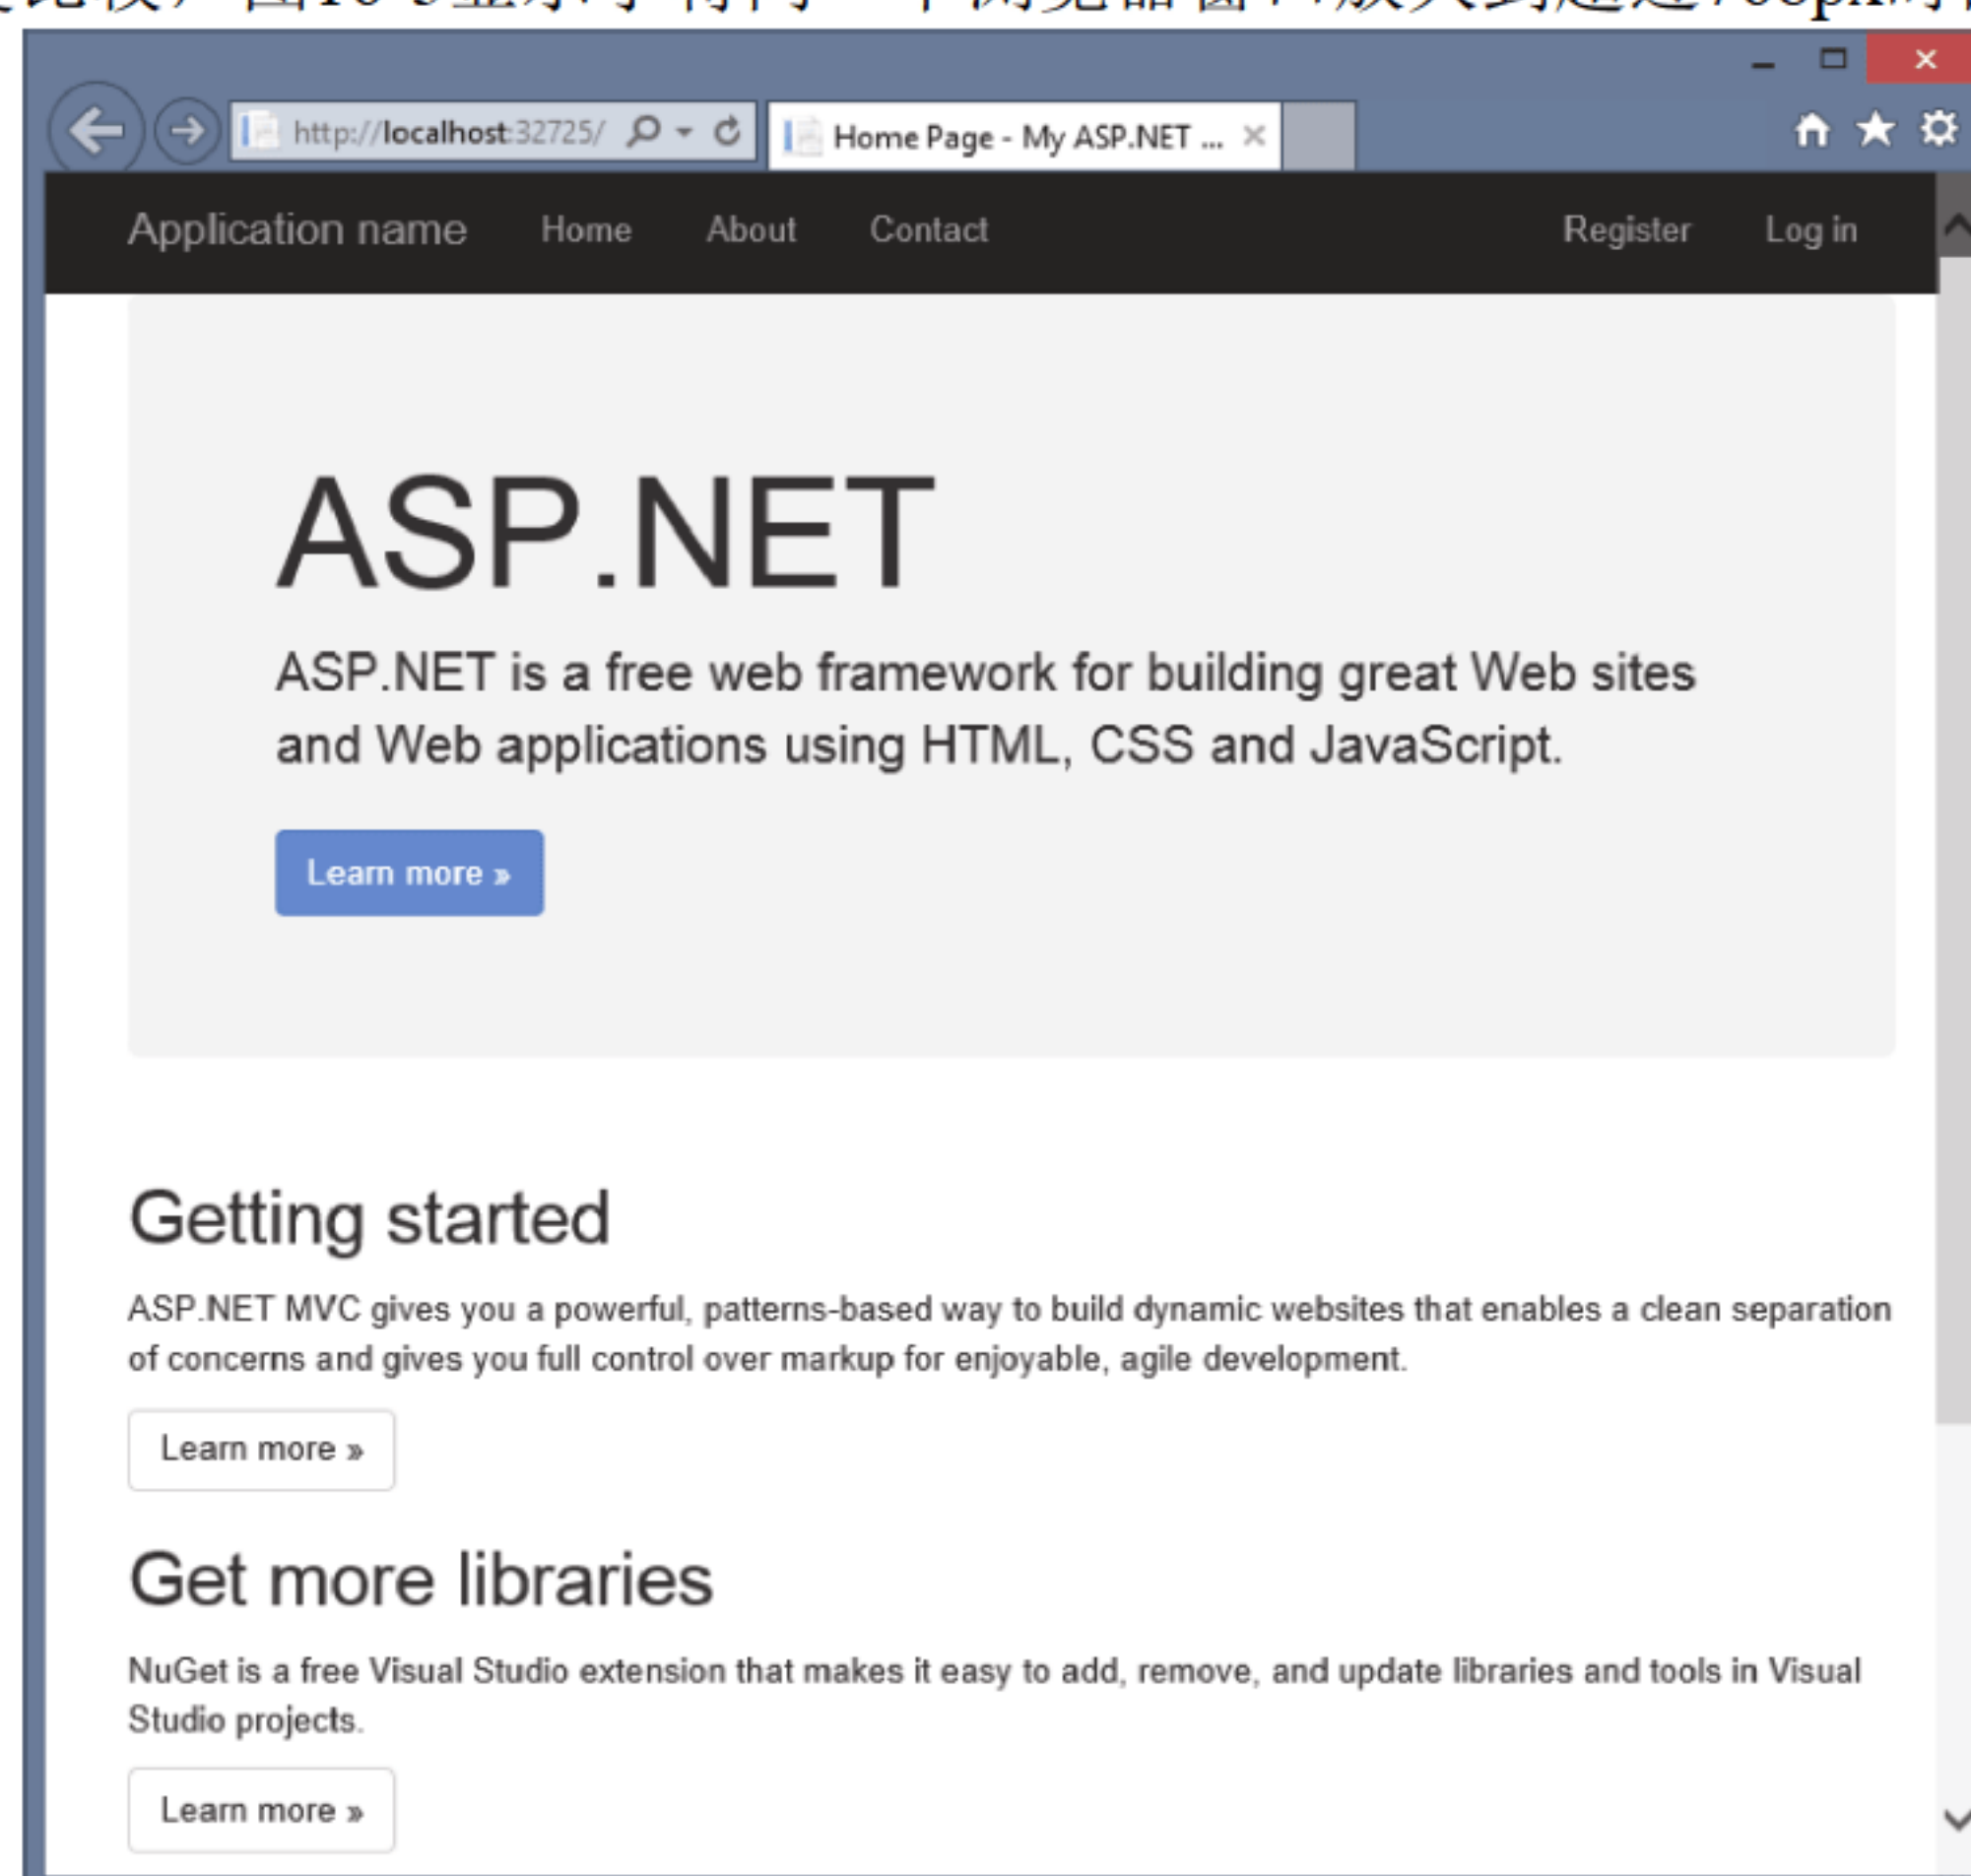 http://localhost:32725/
Home Page - My ASP.NET ...
Application name Home About Contact Register Log in
ASP.NET
ASP.NET is a free web framework for building great Web sites
and Web applications using HTML, CSS and JavaScript.
Learn more »
Getting started
ASP.NET MVC gives you a powerful, patterns-based way to build dynamic websites that enables a clean separation
of concerns and gives you full control over markup for enjoyable, agile development.
Learn more »
Get more libraries
NuGet is a free Visual Studio extension that makes it easy to add, remove, and update libraries and tools in Visual
Studio projects.
Learn more »